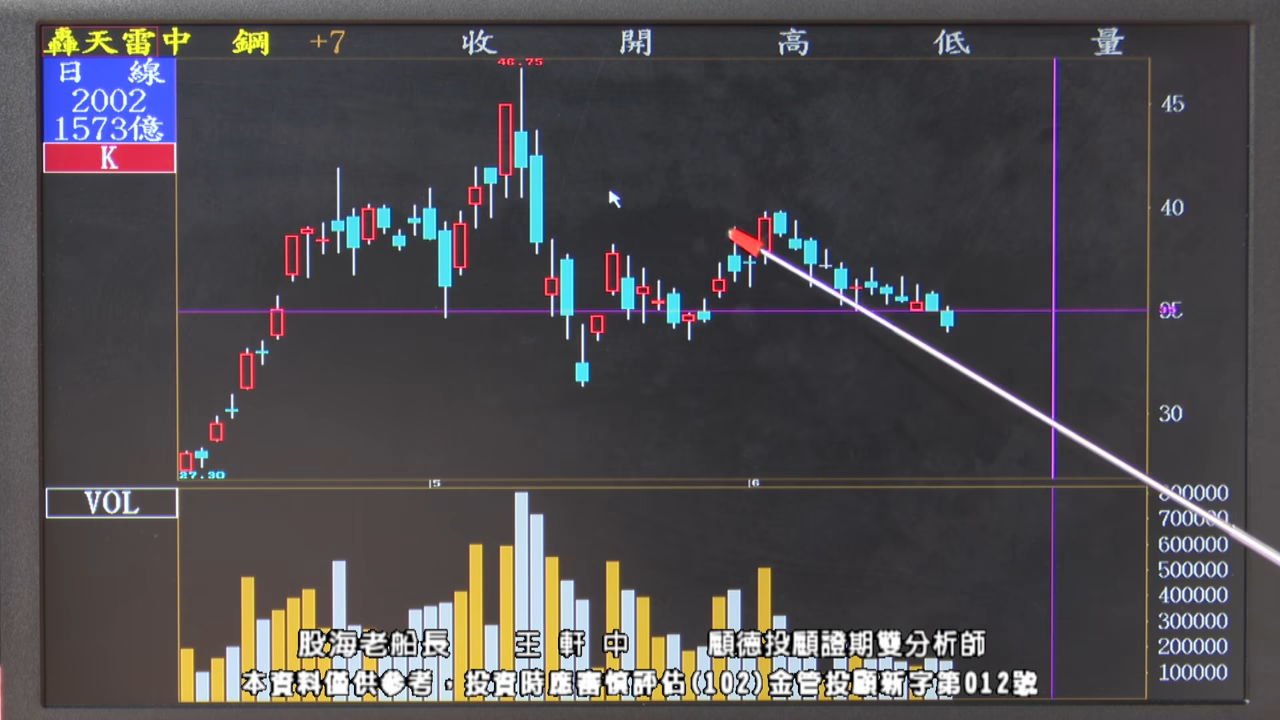 轟天雷中 鋼 +7 收 開 高 低 量
日 線
2002
1573億
K
46.75
45
40
35
30
27.30
5
6
VOL
800000
700000
600000
500000
400000
300000
200000
100000
股海老船長 王軒中 顧德投顧證期雙分析師
本資料僅供參考，投資時應審慎評估(102)金管投顧新字第012號